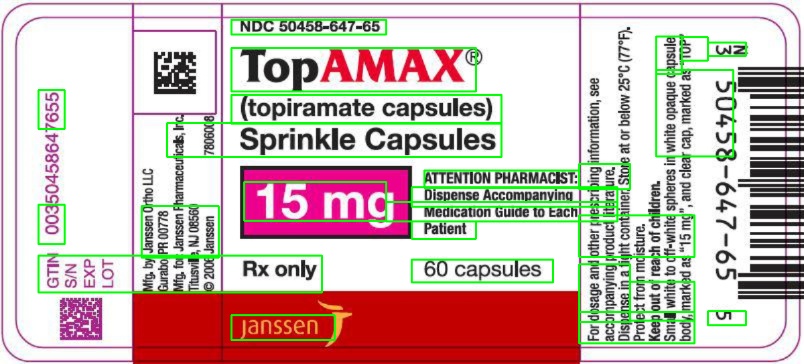 NDC 50458-647-65
TopAMAX®
(topiramate capsules)
Sprinkle Capsules
15 mg
ATTENTION PHARMACIST:
Dispense Accompanying
Medication Guide to Each
Patient
Rx only
60 capsules
janssen
GTIN 00350458647655
S/N
EXP
LOT
Mfg. by Janssen Ortho LLC
Gurabo, PR 00778
Mfg. for: Janssen Pharmaceuticals, Inc.
Titusville, NJ 08560
© 2006 Janssen
7806008
For dosage and other prescribing information, see
accompanying product literature.
Dispense in a tight container. Store at or below 25°C (77°F).
Protect from moisture.
Keep out of reach of children.
Small white to off-white spheres in white opaque capsule
body, marked as "15 mg", and clear cap, marked as "TOP"
N
3 50458-647-65 5